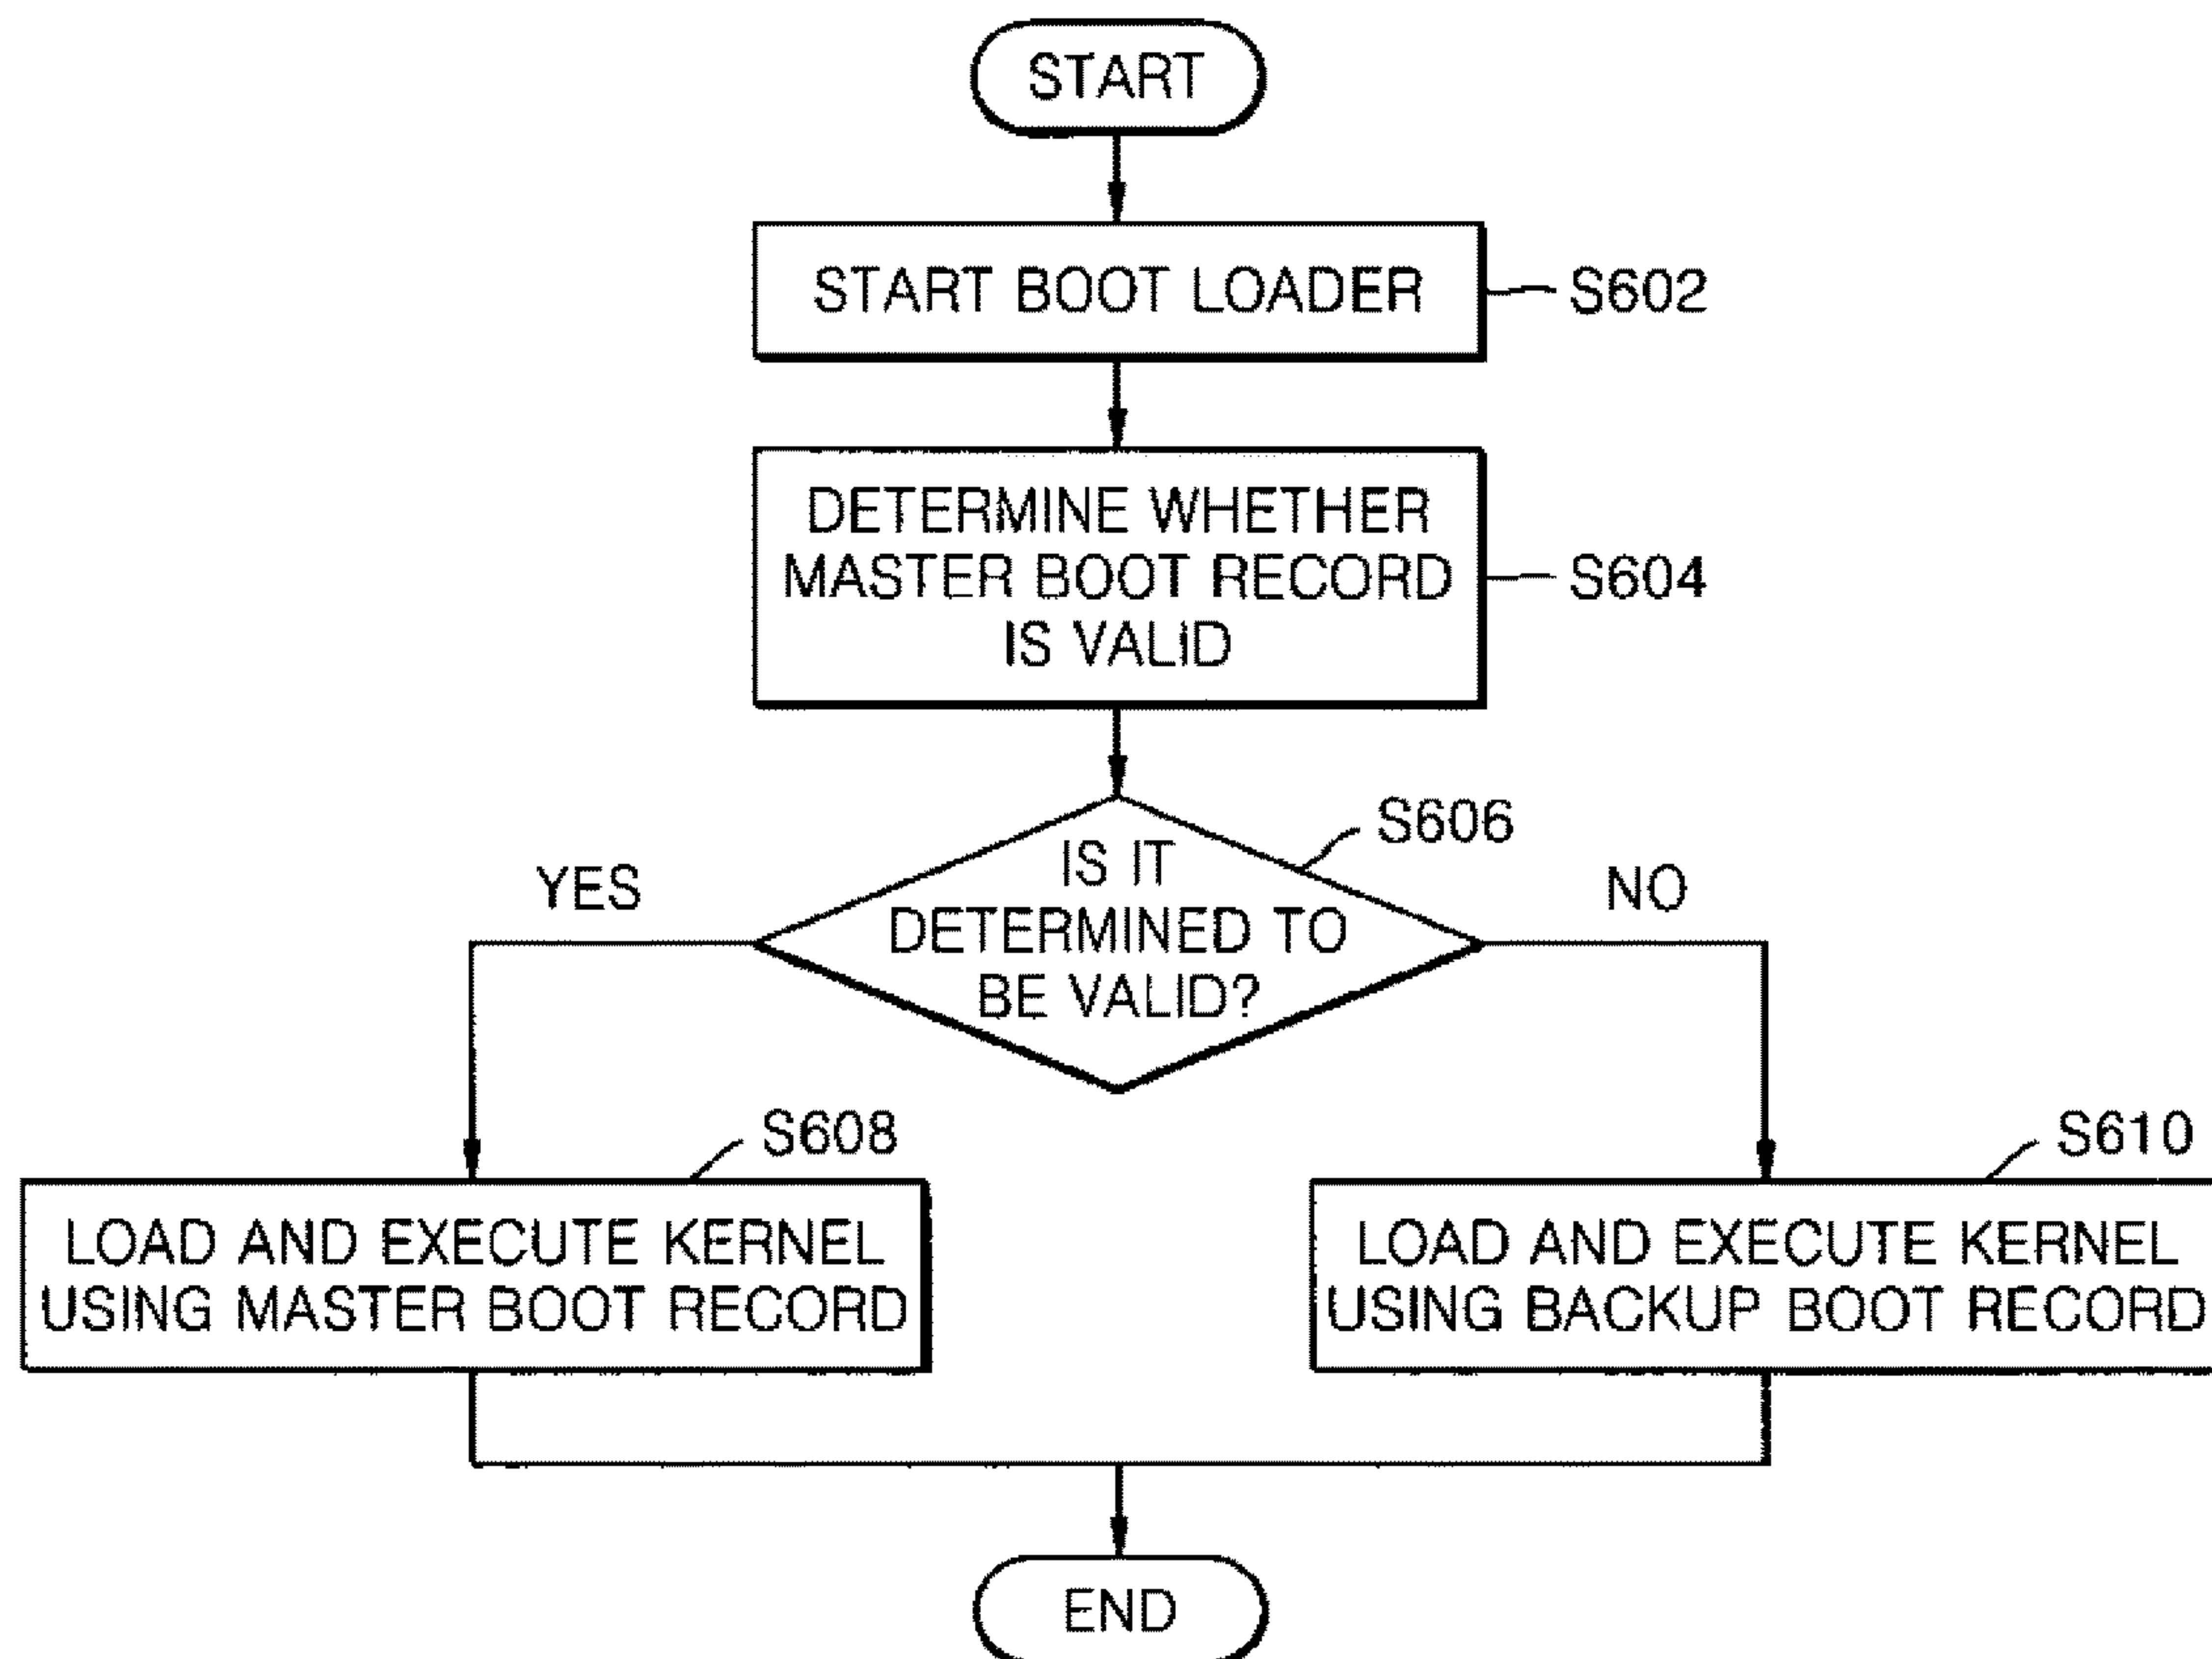 START
START BOOT LOADER
S602
DETERMINE WHETHER
MASTER BOOT RECORD
IS VALID
S604
S606
IS IT
DETERMINED TO
BE VALID?
YES
NO
S608
LOAD AND EXECUTE KERNEL
USING MASTER BOOT RECORD
S610
LOAD AND EXECUTE KERNEL
USING BACKUP BOOT RECORD
END